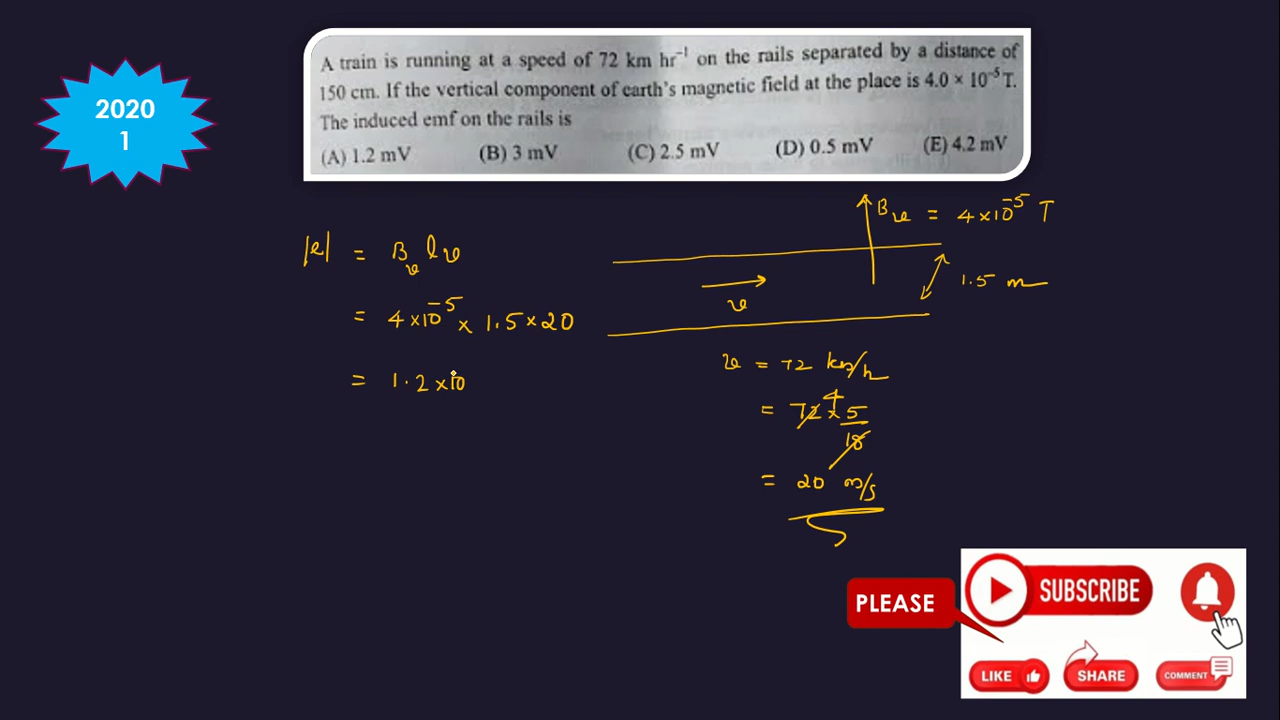 2020
1
A train is running at a speed of 72 km hr⁻¹ on the rails separated by a distance of
150 cm. If the vertical component of earth's magnetic field at the place is 4.0 × 10⁻⁵ T.
The induced emf on the rails is
(A) 1.2 mV (B) 3 mV (C) 2.5 mV (D) 0.5 mV (E) 4.2 mV
|e| = Bᵥ l v
= 4×10⁻⁵ × 1.5×20
= 1.2×10
Bᵥ = 4×10⁻⁵ T
1.5 m
v
v = 72 km/h
= 72 × 5/18
4
= 20 m/s
PLEASE
SUBSCRIBE
LIKE
SHARE
COMMENT